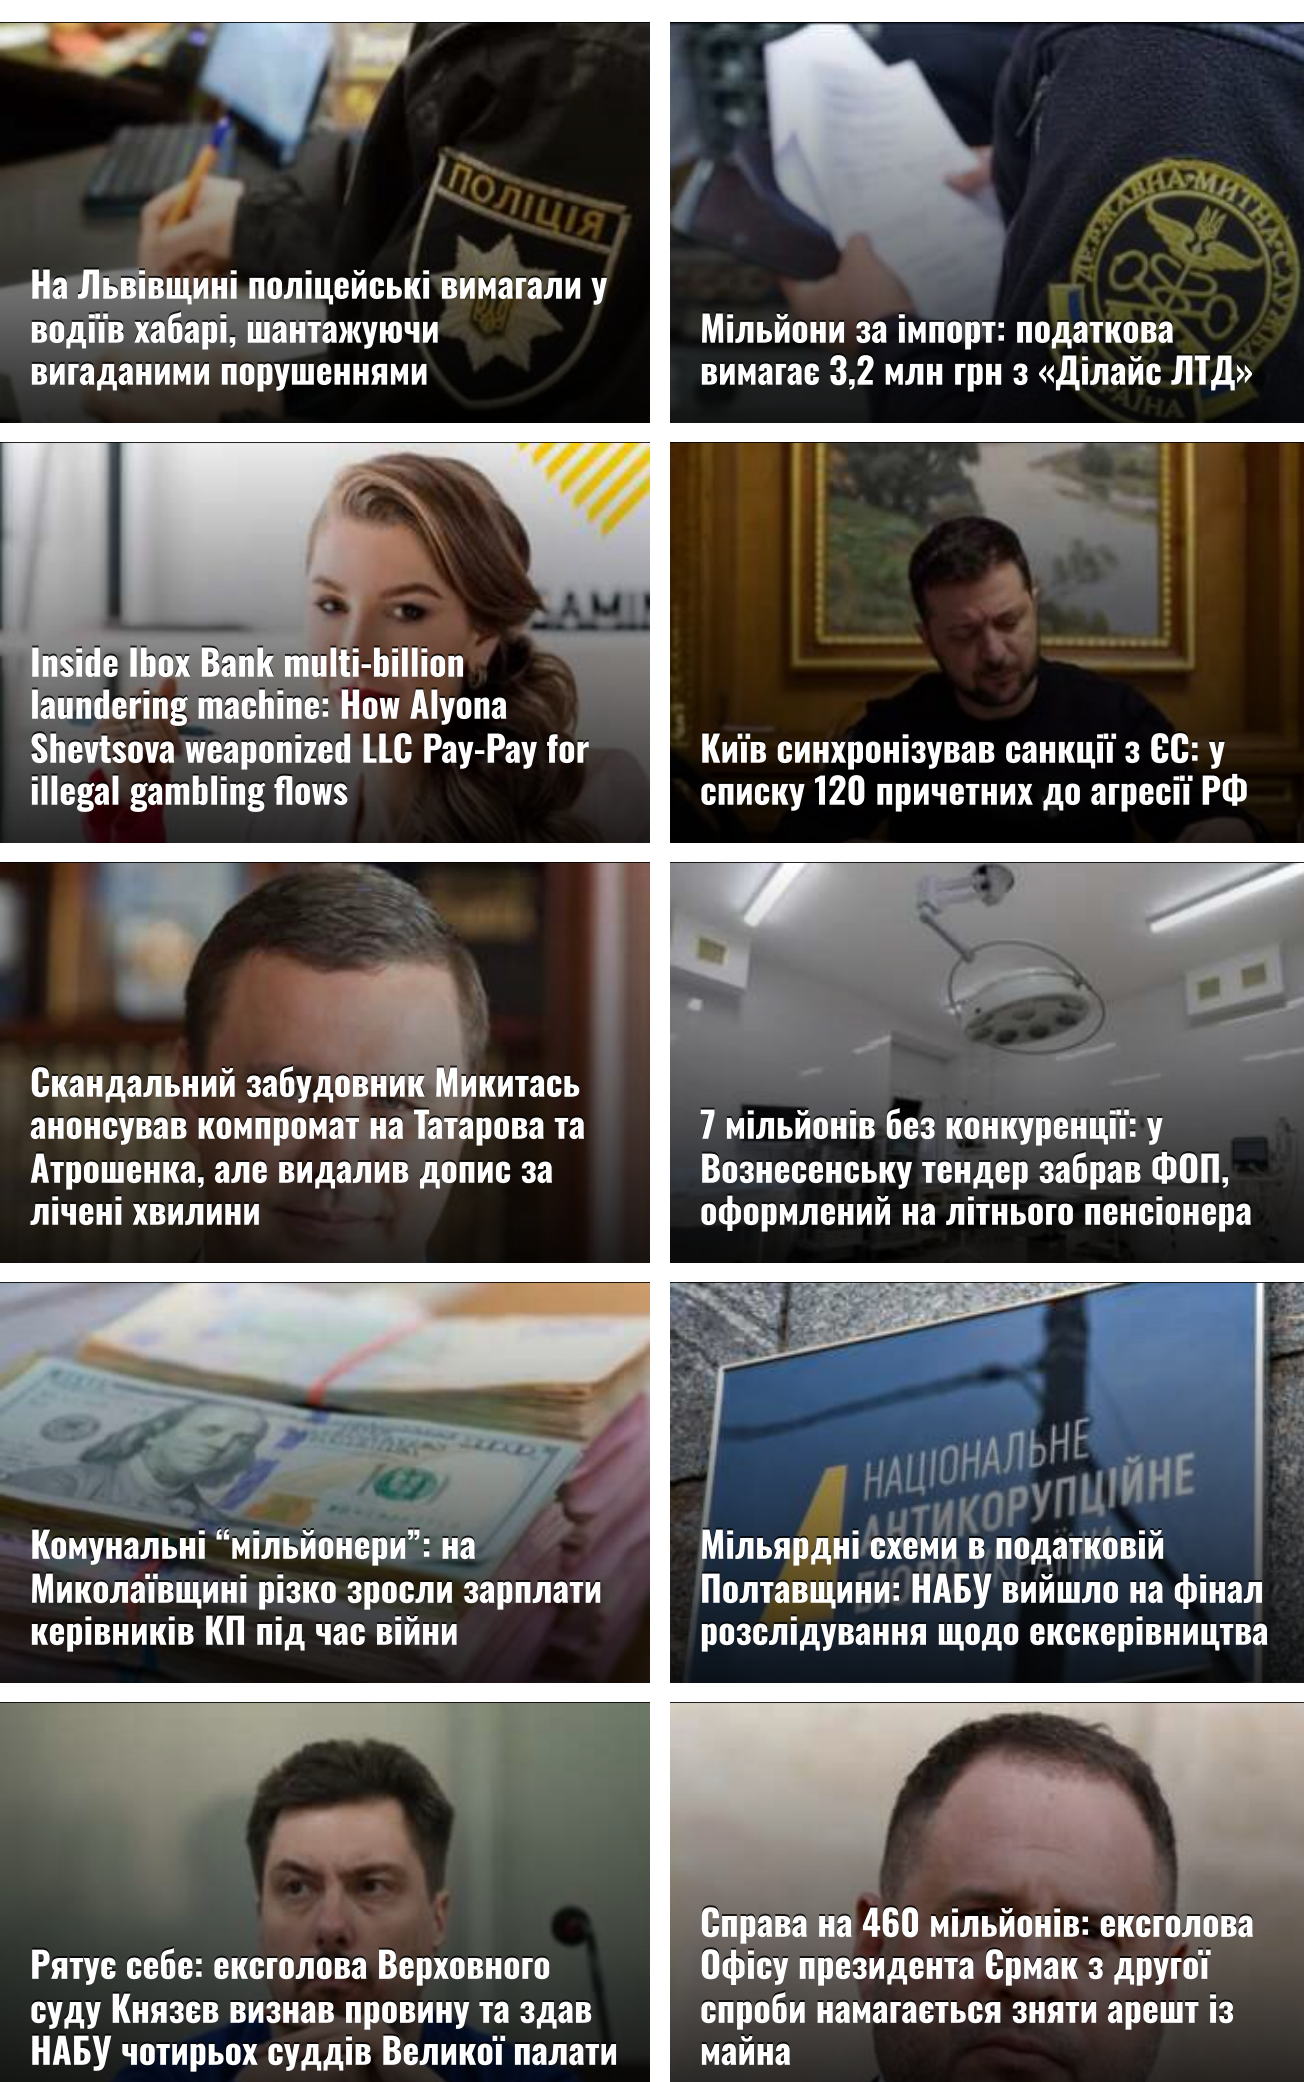 ПОЛІЦІЯ
На Львівщині поліцейські вимагали у
водіїв хабарі, шантажуючи
вигаданими порушеннями
ДЕРЖАВНА МИТНА СЛУЖБА
Мільйони за імпорт: податкова
вимагає 3,2 млн грн з «Ділайс ЛТД»
Inside Ibox Bank multi-billion
laundering machine: How Alyona
Shevtsova weaponized LLC Pay-Pay for
illegal gambling flows
Київ синхронізував санкції з ЄС: у
списку 120 причетних до агресії РФ
Скандальний забудовник Микитась
анонсував компромат на Татарова та
Атрошенка, але видалив допис за
лічені хвилини
7 мільйонів без конкуренції: у
Вознесенську тендер забрав ФОП,
оформлений на літнього пенсіонера
Комунальні “мільйонери”: на
Миколаївщині різко зросли зарплати
керівників КП під час війни
НАЦІОНАЛЬНЕ
АНТИКОРУПЦІЙНЕ
Мільярдні схеми в податковій
Полтавщини: НАБУ вийшло на фінал
розслідування щодо екскерівництва
Рятує себе: ексголова Верховного
суду Князєв визнав провину та здав
НАБУ чотирьох суддів Великої палати
Справа на 460 мільйонів: ексголова
Офісу президента Єрмак з другої
спроби намагається зняти арешт із
майна